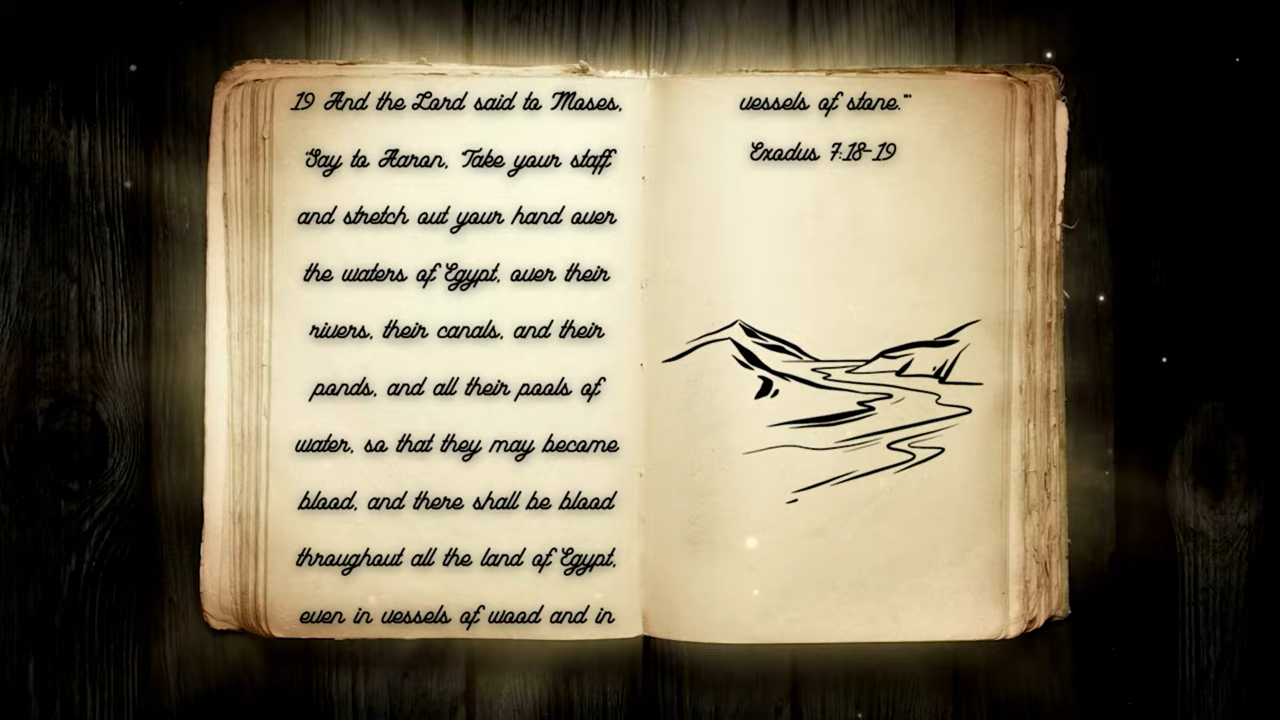 19 And the Lord said to Moses,
'Say to Aaron, Take your staff
and stretch out your hand over
the waters of Egypt, over their
rivers, their canals, and their
ponds, and all their pools of
water, so that they may become
blood, and there shall be blood
throughout all the land of Egypt,
even in vessels of wood and in
vessels of stone.'"
Exodus 7:18-19